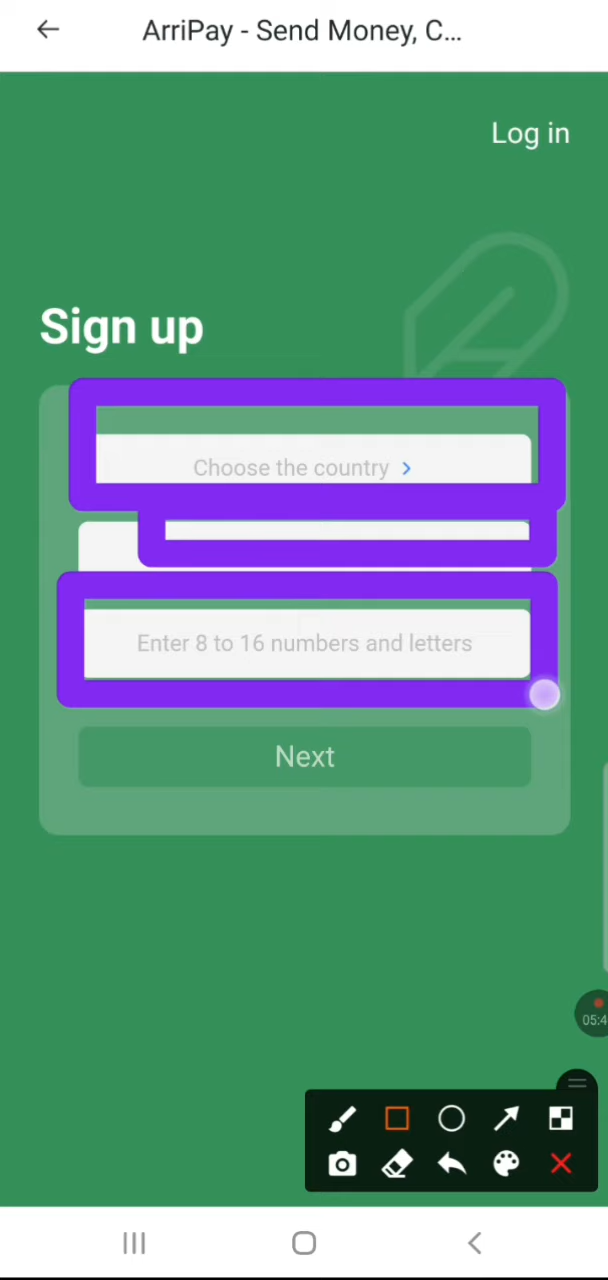 ArriPay - Send Money, C...
Log in
Sign up
Choose the country >
Enter 8 to 16 numbers and letters
Next
05:4